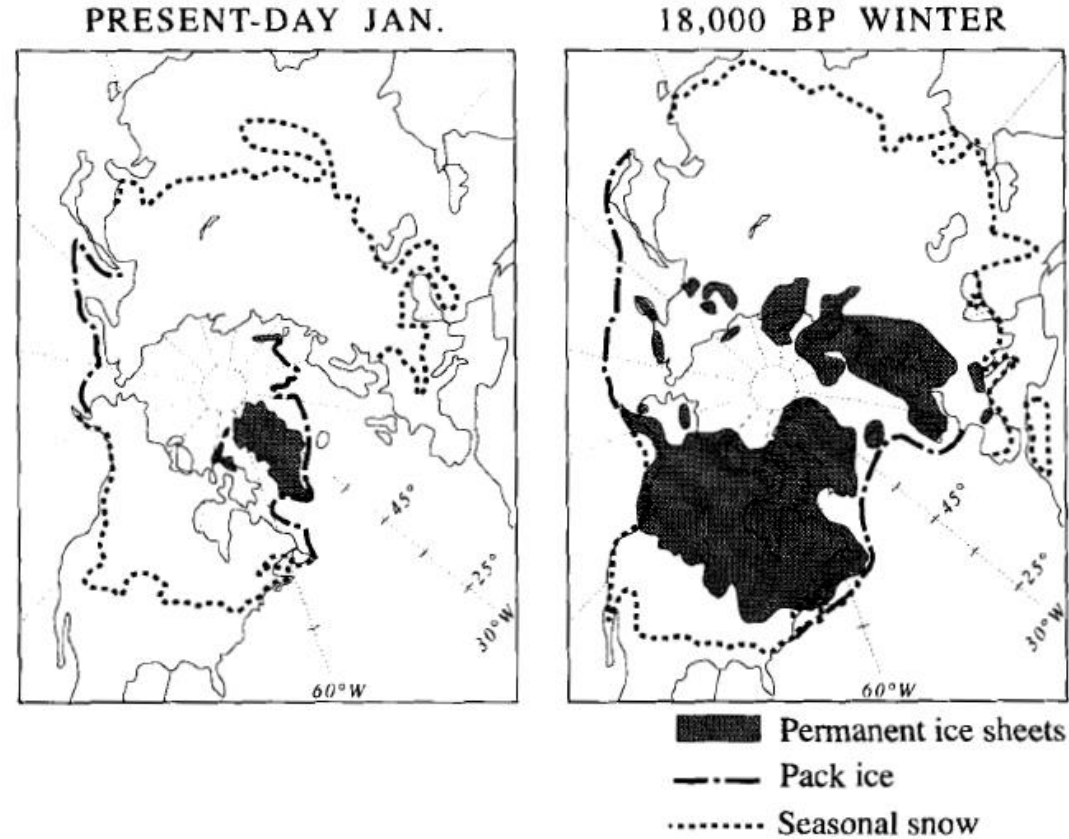 PRESENT-DAY JAN.
18,000 BP WINTER
45°
25°
30°W
60°W
45°
25°
30°W
60°W
Permanent ice sheets
Pack ice
Seasonal snow